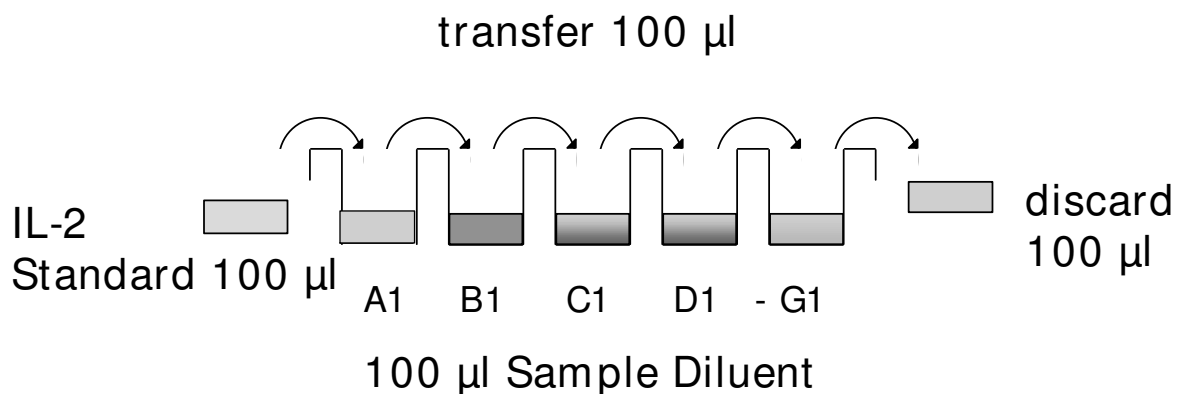 transfer 100 µl
IL-2
Standard 100 µl
discard
100 µl
A1 B1 C1 D1 - G1
100 µl Sample Diluent